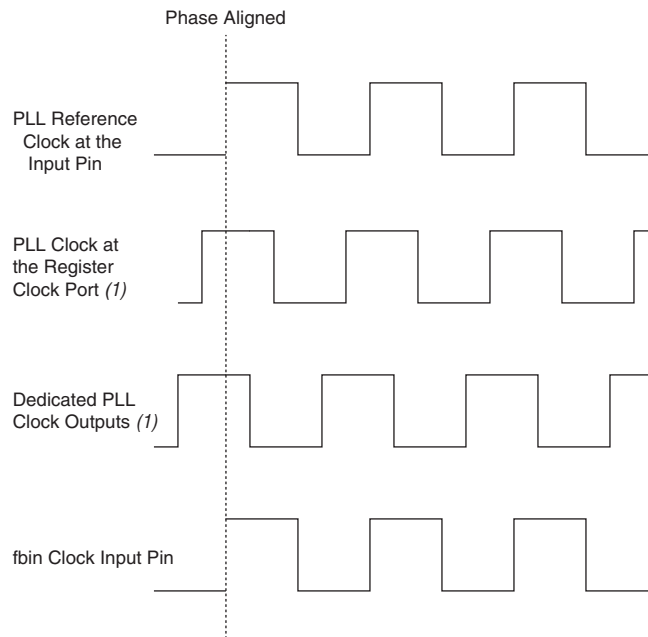 Phase Aligned
PLL Reference
Clock at the
Input Pin
PLL Clock at
the Register
Clock Port (1)
Dedicated PLL
Clock Outputs (1)
fbin Clock Input Pin